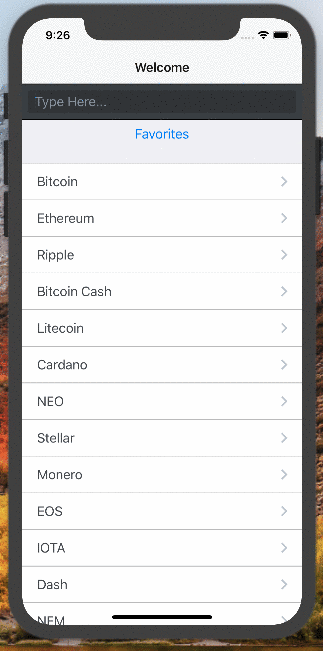 9:26
Welcome
Type Here...
Favorites
Bitcoin
Ethereum
Ripple
Bitcoin Cash
Litecoin
Cardano
NEO
Stellar
Monero
EOS
IOTA
Dash
NEM